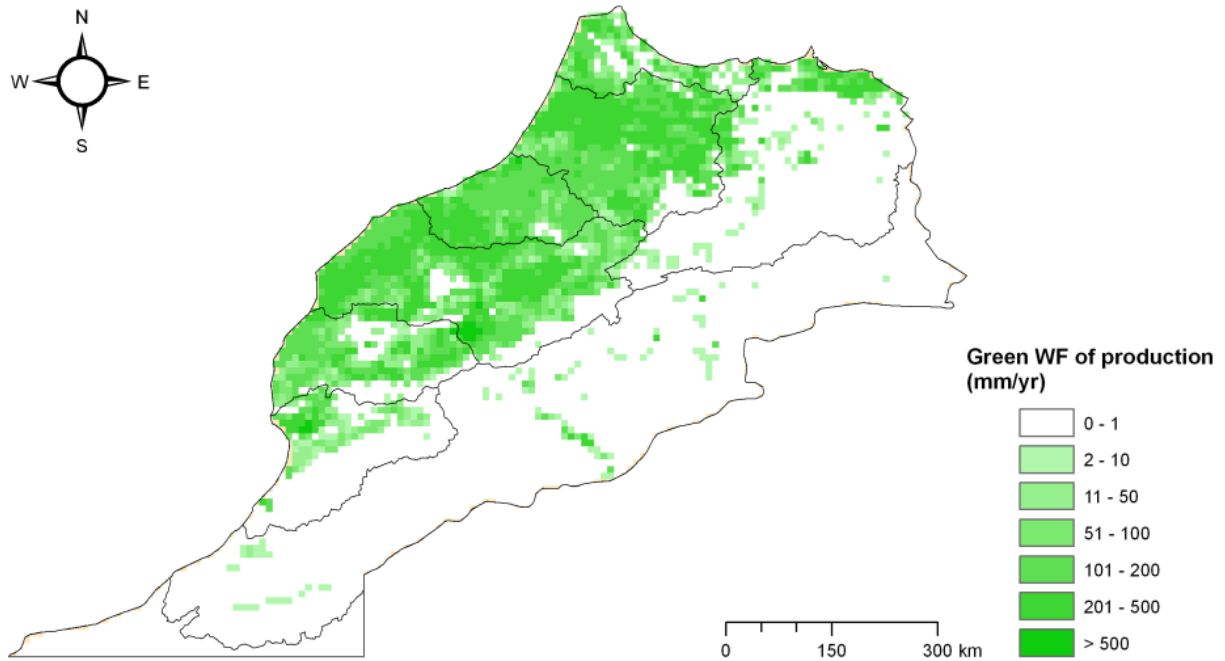 N
W E
S
Green WF of production
(mm/yr)
0 - 1
2 - 10
11 - 50
51 - 100
101 - 200
201 - 500
> 500
0 150 300 km